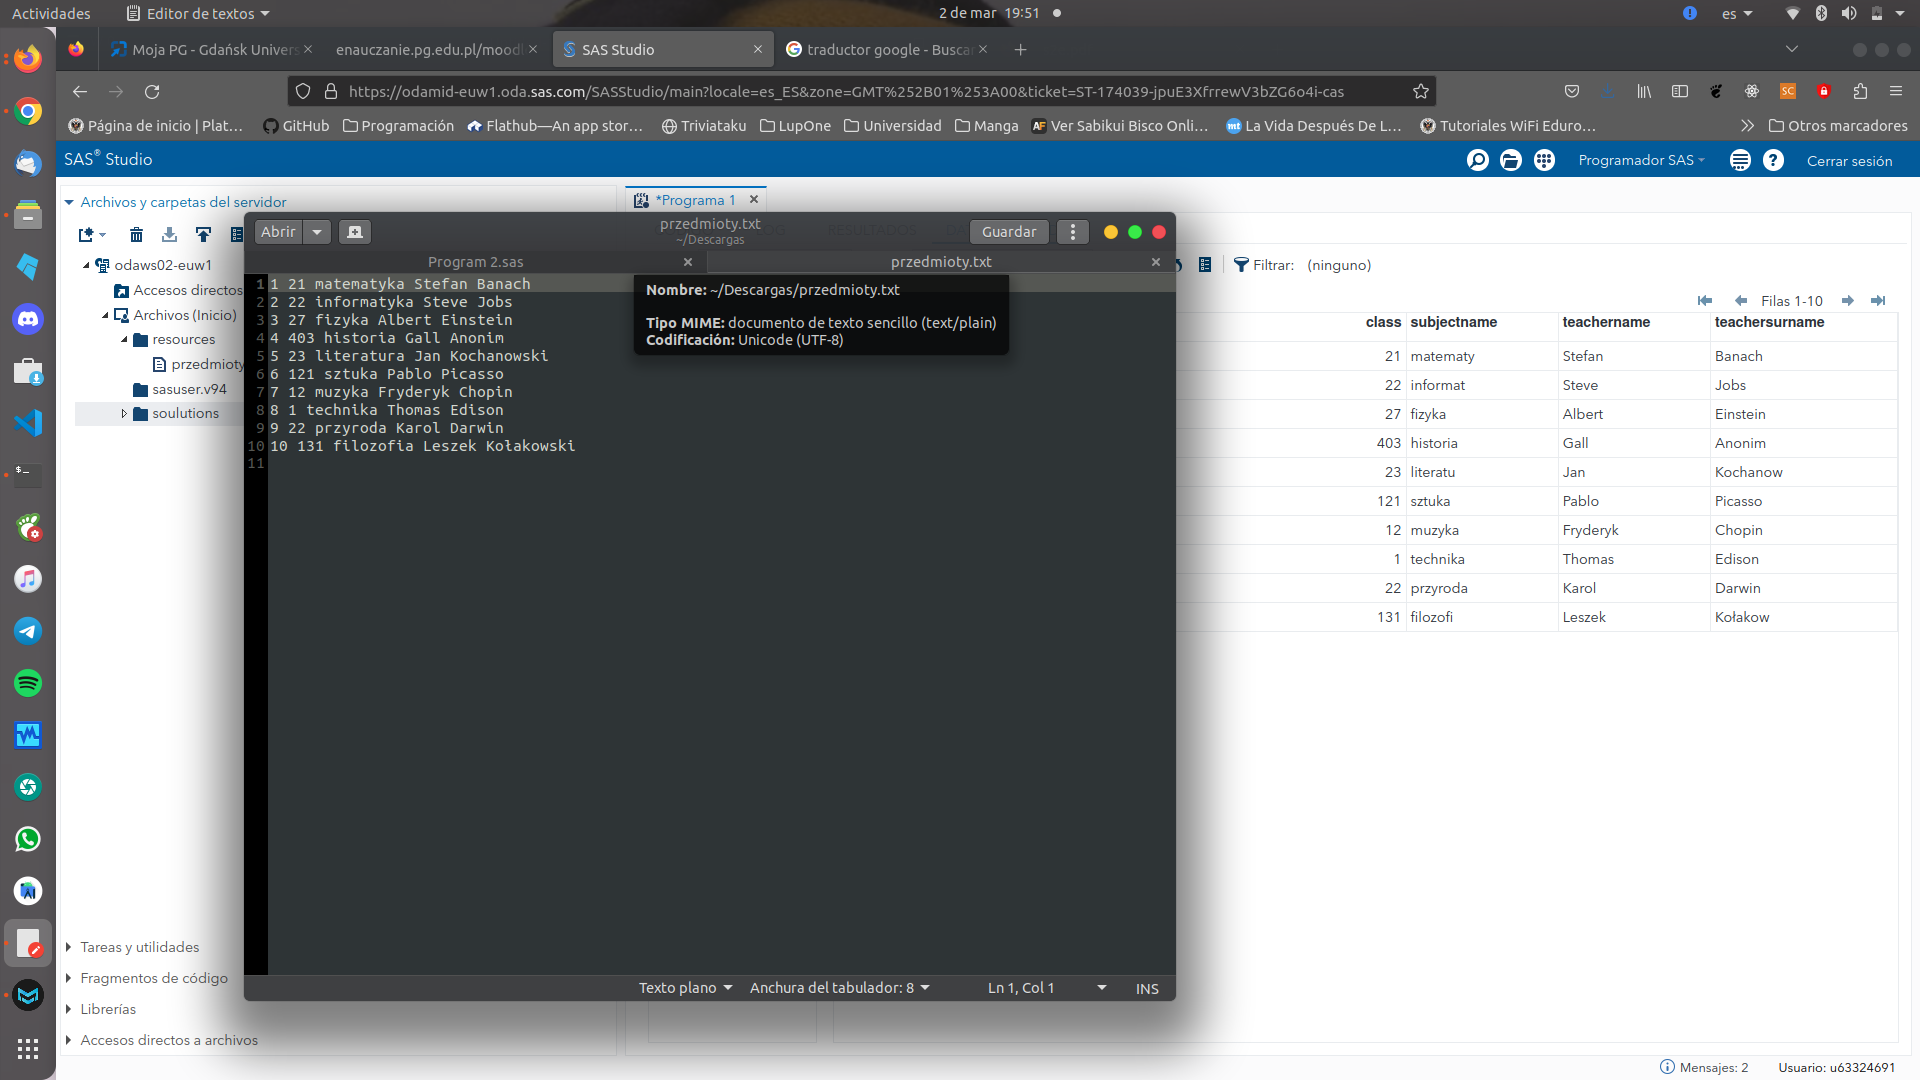 Actividades Editor de textos 2 de mar 19:51 es
Moja PG - Gdańsk Univers enauczanie.pg.edu.pl/mood SAS Studio traductor google - Busca
https://odamid-euw1.oda.sas.com/SASStudio/main?locale=es_ES&zone=GMT%252B01%253A00&ticket=ST-174039-jpuE3XfrrewV3bZG6o4i-cas
Página de inicio | Plat… GitHub Programación Flathub—An app stor… Triviataku LupOne Universidad Manga AF Ver Sabikui Bisco Onli… mt La Vida Después De L… Tutoriales WiFi Eduro… Otros marcadores
SAS® Studio Programador SAS Cerrar sesión
Archivos y carpetas del servidor
*Programa 1
odaws02-euw1
Accesos directos
Archivos (Inicio)
resources
przedmioty
sasuser.v94
soulutions
Tareas y utilidades
Fragmentos de código
Librerías
Accesos directos a archivos
Abrir przedmioty.txt Guardar
~/Descargas
Program 2.sas przedmioty.txt
1 1 21 matematyka Stefan Banach
2 2 22 informatyka Steve Jobs
3 3 27 fizyka Albert Einstein
4 4 403 historia Gall Anonim
5 5 23 literatura Jan Kochanowski
6 6 121 sztuka Pablo Picasso
7 7 12 muzyka Fryderyk Chopin
8 8 1 technika Thomas Edison
9 9 22 przyroda Karol Darwin
10 10 131 filozofia Leszek Kołakowski
11
Nombre: ~/Descargas/przedmioty.txt
Tipo MIME: documento de texto sencillo (text/plain)
Codificación: Unicode (UTF-8)
Texto plano Anchura del tabulador: 8 Ln 1, Col 1 INS
Filtrar: (ninguno)
Filas 1-10
class subjectname teachername teachersurname
21 matematy Stefan Banach
22 informat Steve Jobs
27 fizyka Albert Einstein
403 historia Gall Anonim
23 literatu Jan Kochanow
121 sztuka Pablo Picasso
12 muzyka Fryderyk Chopin
1 technika Thomas Edison
22 przyroda Karol Darwin
131 filozofi Leszek Kołakow
Mensajes: 2 Usuario: u63324691